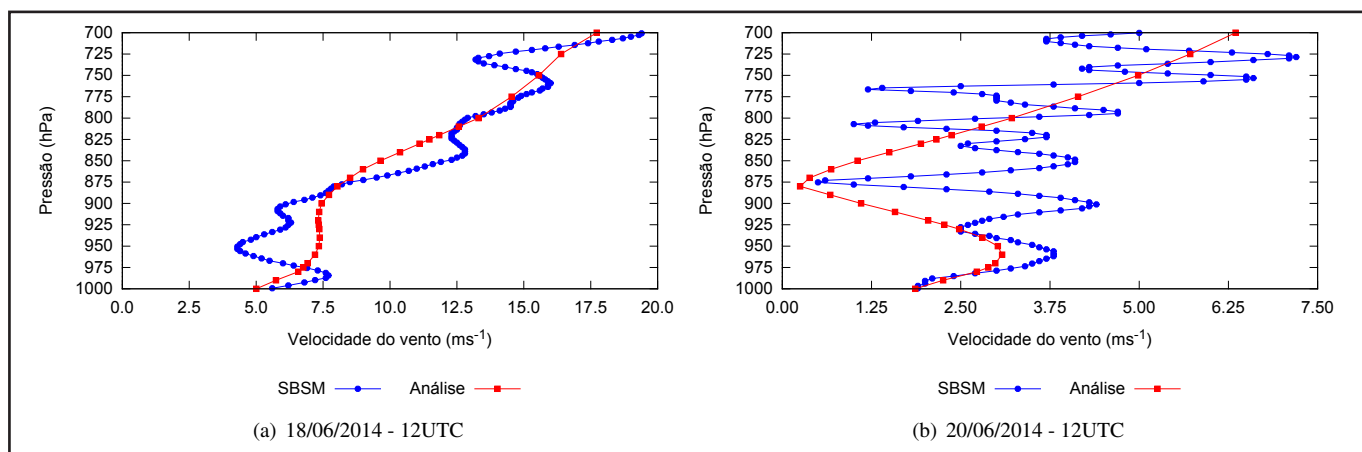 700
725
750
775
800
825
850
875
900
925
950
975
1000
Pressão (hPa)
0.0 2.5 5.0 7.5 10.0 12.5 15.0 17.5 20.0
Velocidade do vento (ms-1)
SBSM Análise
(a) 18/06/2014 - 12UTC
700
725
750
775
800
825
850
875
900
925
950
975
1000
Pressão (hPa)
0.00 1.25 2.50 3.75 5.00 6.25 7.50
Velocidade do vento (ms-1)
SBSM Análise
(b) 20/06/2014 - 12UTC